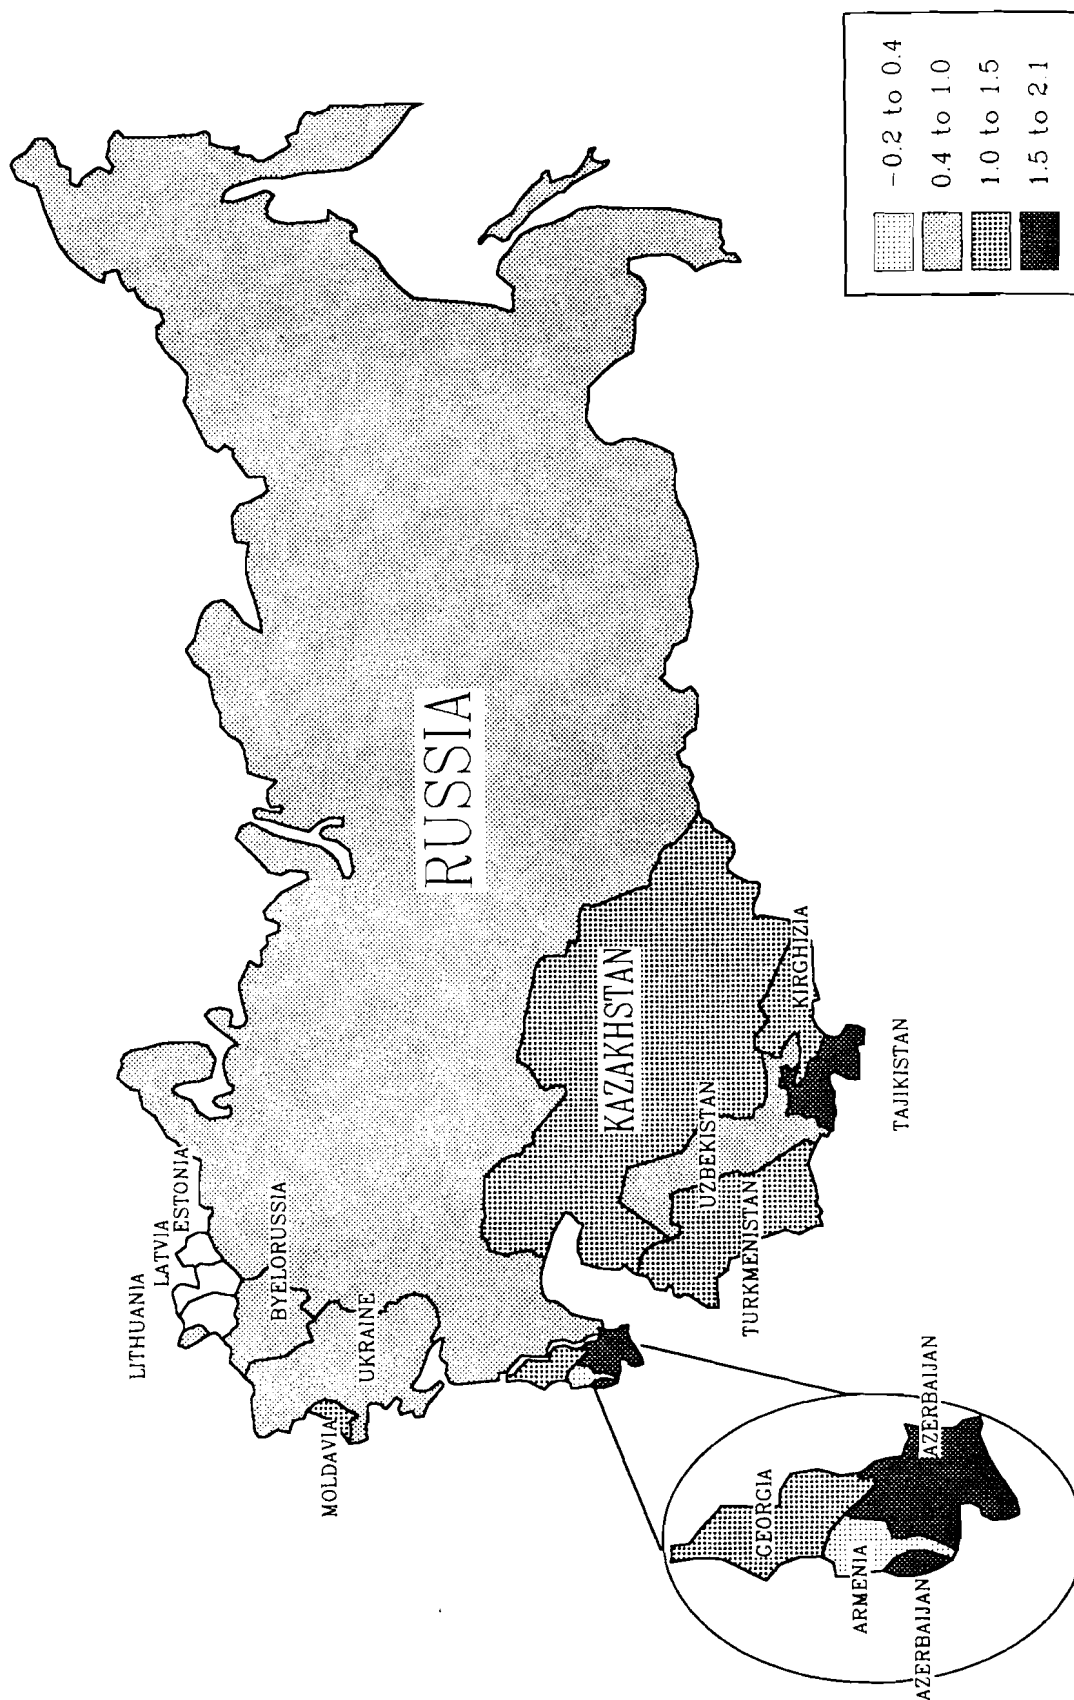 LITHUANIA
LATVIA
ESTONIA
BYELORUSSIA
UKRAINE
MOLDAVIA
RUSSIA
KAZAKHSTAN
UZBEKISTAN
TURKMENISTAN
KIRGHIZIA
TAJIKISTAN
GEORGIA
ARMENIA
AZERBAIJAN
AZERBAIJAN
-0.2 to 0.4
0.4 to 1.0
1.0 to 1.5
1.5 to 2.1